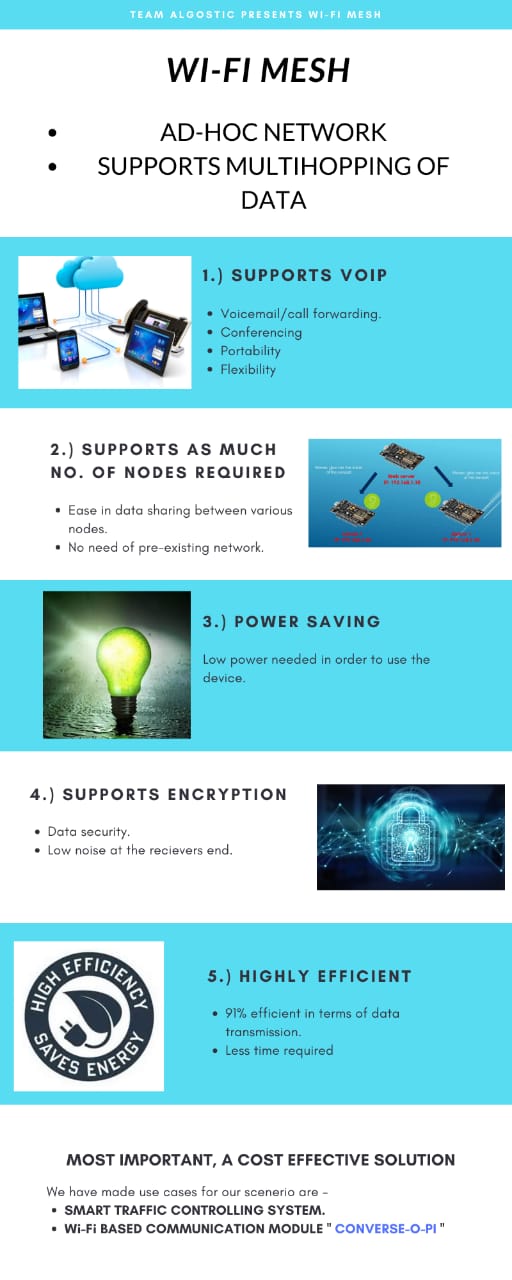 TEAM ALGOSTIC PRESENTS WI-FI MESH
WI-FI MESH
• AD-HOC NETWORK
• SUPPORTS MULTIHOPPING OF
DATA
1.) SUPPORTS VOIP
• Voicemail/call forwarding.
• Conferencing
• Portability
• Flexibility
2.) SUPPORTS AS MUCH
NO. OF NODES REQUIRED
• Ease in data sharing between various
nodes.
• No need of pre-existing network.
Web server
3.) POWER SAVING
Low power needed in order to use the
device.
4.) SUPPORTS ENCRYPTION
• Data security.
• Low noise at the recievers end.
HIGH EFFICIENCY
SAVES ENERGY
5.) HIGHLY EFFICIENT
• 91% efficient in terms of data
transmission.
• Less time required
MOST IMPORTANT, A COST EFFECTIVE SOLUTION
We have made use cases for our scenerio are -
• SMART TRAFFIC CONTROLLING SYSTEM.
• Wi-Fi BASED COMMUNICATION MODULE " CONVERSE-O-PI "